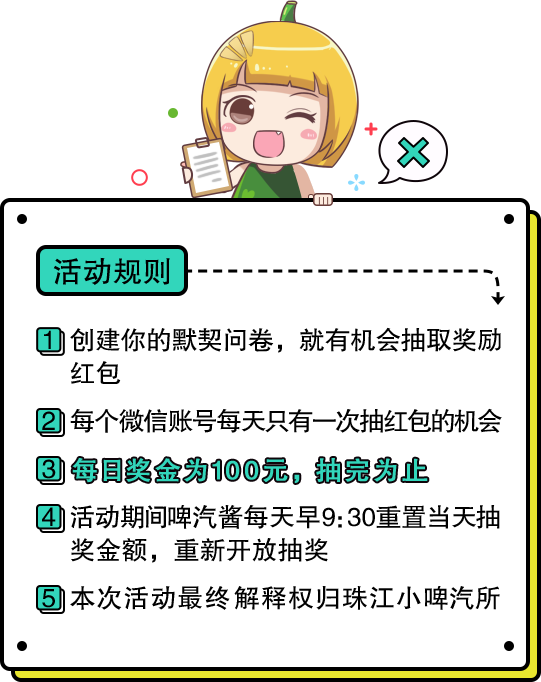 活动规则
1 创建你的默契问卷，就有机会抽取奖励
红包
2 每个微信账号每天只有一次抽红包的机会
3 每日奖金为100元，抽完为止
4 活动期间啤汽酱每天早9:30重置当天抽
奖金额，重新开放抽奖
5 本次活动最终解释权归珠江小啤汽所